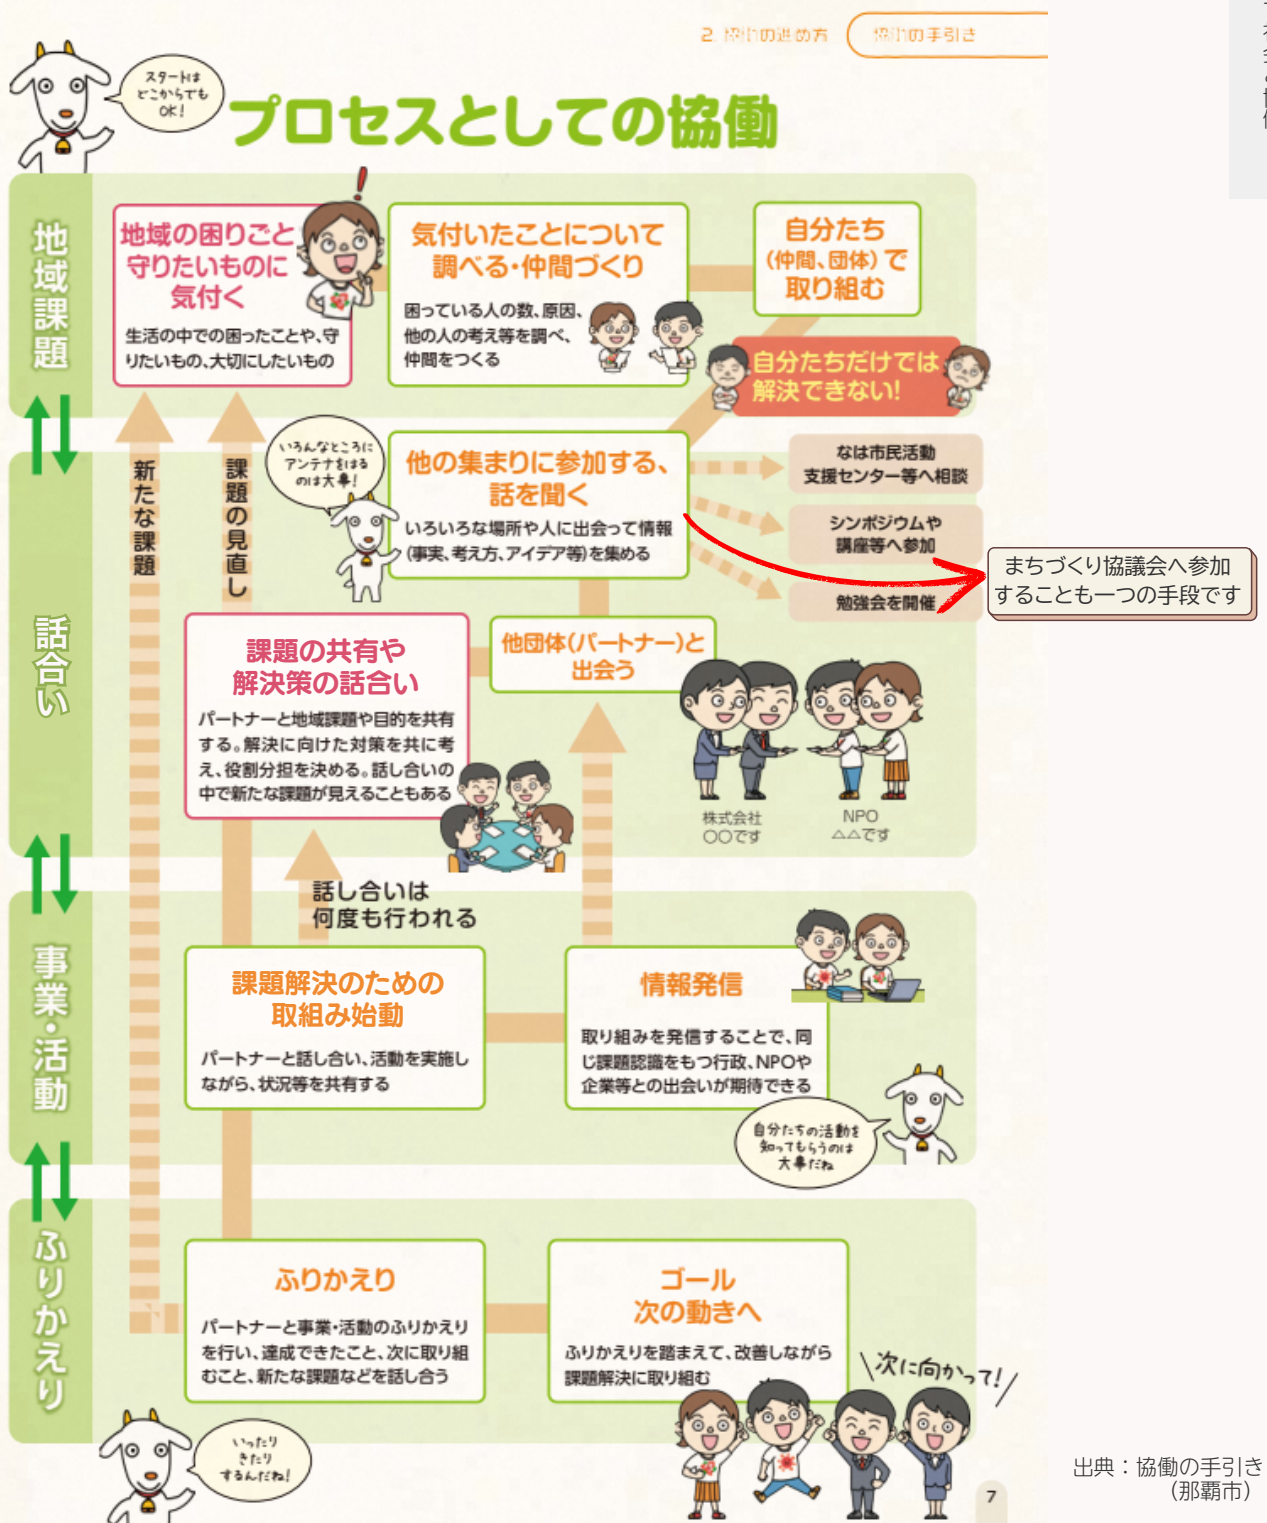 2. 協働の進め方
協働の手引き
スタートは
どこからでも
OK!
プロセスとしての協働
地域課題
地域の困りごと
守りたいものに
気付く
生活の中での困ったことや、守
りたいもの、大切にしたいもの
!
気付いたことについて
調べる・仲間づくり
困っている人の数、原因、
他の人の考え等を調べ、
仲間をつくる
自分たち
(仲間、団体)で
取り組む
自分たちだけでは
解決できない!
新たな課題
課題の見直し
話合い
いろんなところに
アンテナをはる
のは大事!
他の集まりに参加する、
話を聞く
いろいろな場所や人に出会って情報
(事実、考え方、アイデア等)を集める
なは市民活動
支援センター等へ相談
シンポジウムや
講座等へ参加
勉強会を開催
まちづくり協議会へ参加
することも一つの手段です
課題の共有や
解決策の話合い
パートナーと地域課題や目的を共有
する。解決に向けた対策を共に考
え、役割分担を決める。話し合いの
中で新たな課題が見えることもある
他団体(パートナー)と
出会う
株式会社
〇〇です
NPO
△△です
話し合いは
何度も行われる
事業・活動
課題解決のための
取組み始動
パートナーと話し合い、活動を実施し
ながら、状況等を共有する
情報発信
取り組みを発信することで、同
じ課題認識をもつ行政、NPOや
企業等との出会いが期待できる
自分たちの活動を
知ってもらうのは
大事だね
ふりかえり
ふりかえり
パートナーと事業・活動のふりかえり
を行い、達成できたこと、次に取り組
むこと、新たな課題などを話し合う
ゴール
次の動きへ
ふりかえりを踏まえて、改善しながら
課題解決に取り組む
\次に向かって!/
いったり
きたり
するんだね!
7
出典：協働の手引き
（那覇市）